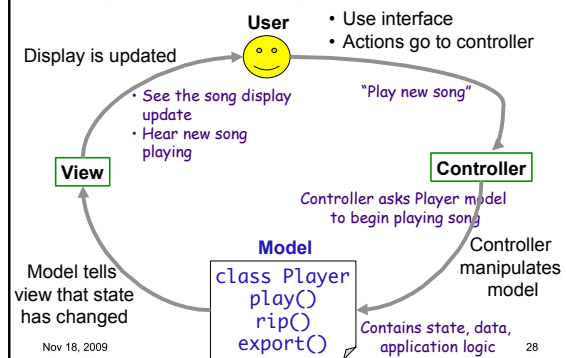 User
• Use interface
• Actions go to controller
Display is updated
• See the song display
update
• Hear new song
playing
"Play new song"
View
Controller
Controller asks Player model
to begin playing song
Model
Controller
manipulates
model
Model tells
view that state
has changed
class Player
play()
rip()
export()
Contains state, data,
application logic
Nov 18, 2009
28